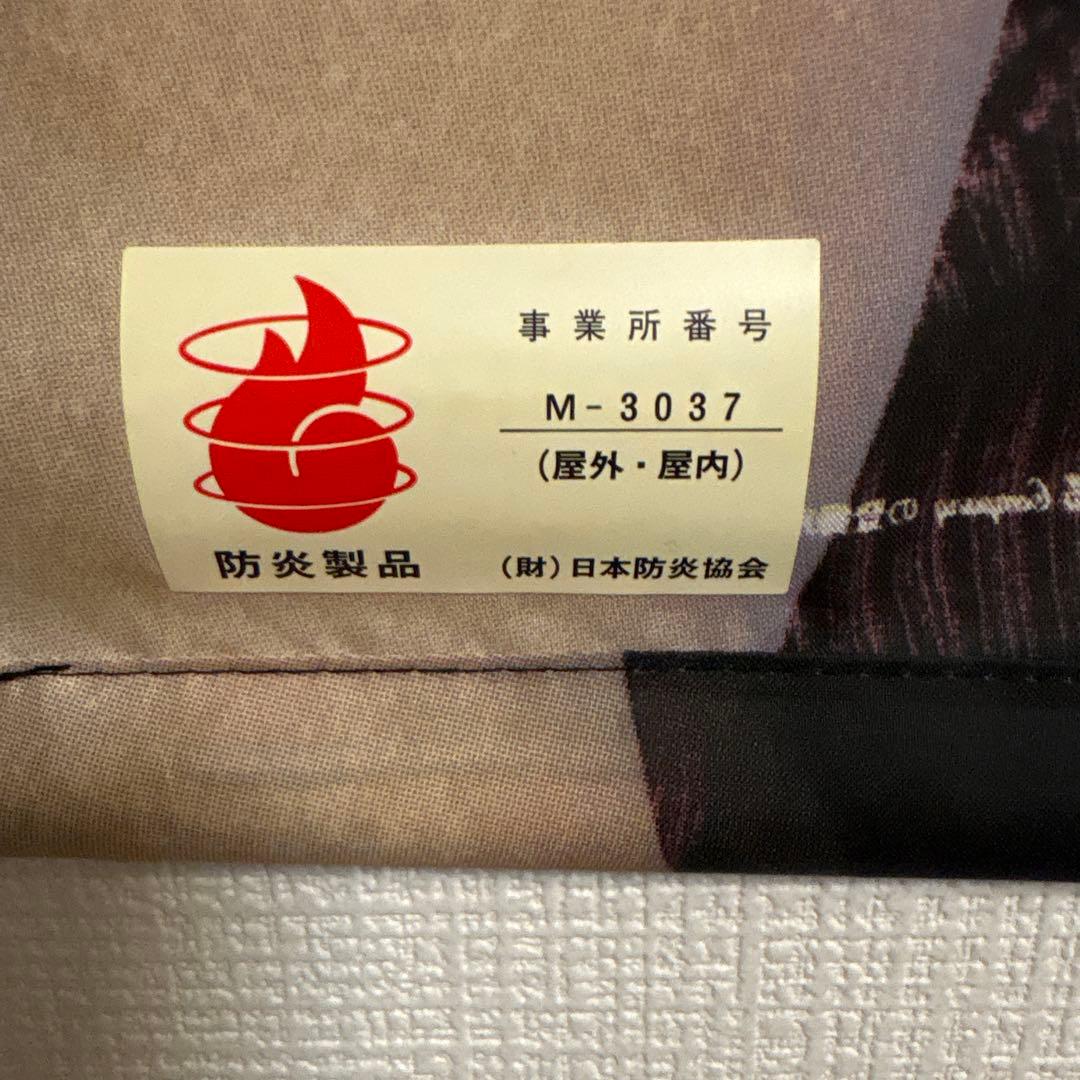 事業所番号
M-3037
(屋外・屋内)
防炎製品
(財)日本防炎協会